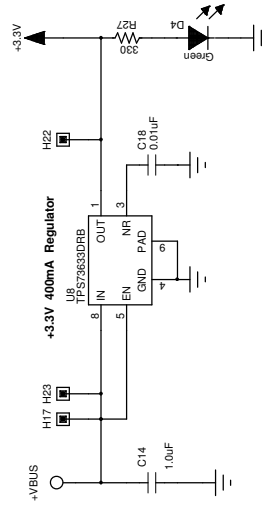 +3.3V 400mA Regulator
+VBUS
C14
1.0uF
H17
H23
U8
TPS73633DRB
8
IN
OUT
1
5
EN
NR
3
GND
PAD
4
9
H22
C18
0.01uF
+3.3V
R27
330
D4
Green